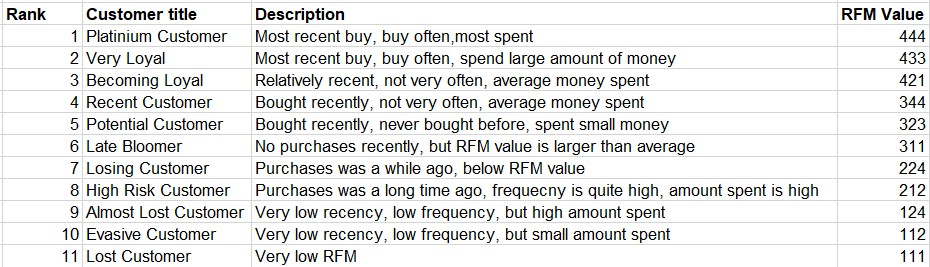 Rank Customer title Description RFM Value
1 Platinium Customer Most recent buy, buy often,most spent 444
2 Very Loyal Most recent buy, buy often, spend large amount of money 433
3 Becoming Loyal Relatively recent, not very often, average money spent 421
4 Recent Customer Bought recently, not very often, average money spent 344
5 Potential Customer Bought recently, never bought before, spent small money 323
6 Late Bloomer No purchases recently, but RFM value is larger than average 311
7 Losing Customer Purchases was a while ago, below RFM value 224
8 High Risk Customer Purchases was a long time ago, frequecny is quite high, amount spent is high 212
9 Almost Lost Customer Very low recency, low frequency, but high amount spent 124
10 Evasive Customer Very low recency, low frequency, but small amount spent 112
11 Lost Customer Very low RFM 111